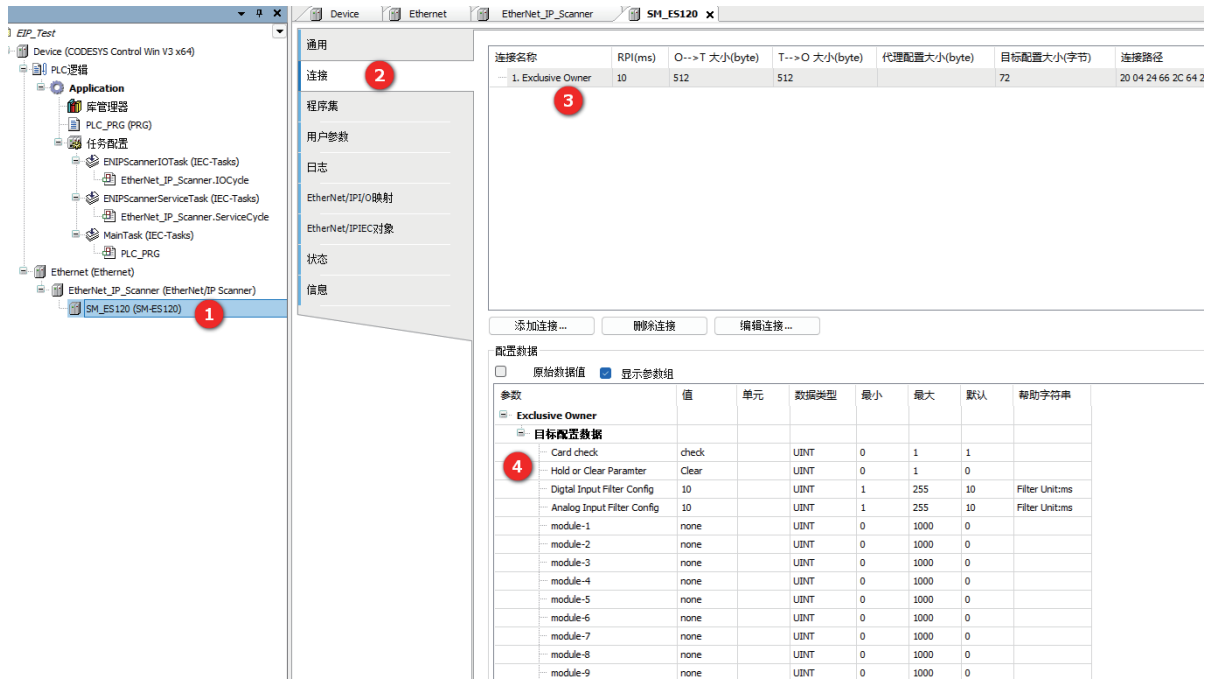 Device Ethernet EtherNet_IP_Scanner SM_ES120
EIP_Test
Device (CODESYS Control Win V3 x64)
PLC逻辑
Application
库管理器
PLC_PRG (PRG)
任务配置
ENIPScannerIOTask (IEC-Tasks)
EtherNet_IP_Scanner.IOCycle
ENIPScannerServiceTask (IEC-Tasks)
EtherNet_IP_Scanner.ServiceCycle
MainTask (IEC-Tasks)
PLC_PRG
Ethernet (Ethernet)
EtherNet_IP_Scanner (EtherNet/IP Scanner)
SM_ES120 (SM-ES120)
1
通用
连接
2
程序集
用户参数
日志
EtherNet/IPI/O映射
EtherNet/IPIEC对象
状态
信息
连接名称 RPI(ms) O-->T 大小(byte) T-->O 大小(byte) 代理配置大小(byte) 目标配置大小(字节) 连接路径
1. Exclusive Owner 10 512 512 72 20 04 24 66 2C 64 2
3
添加连接... 删除连接 编辑连接...
配置数据
原始数据值 显示参数组
参数 值 单元 数据类型 最小 最大 默认 帮助字符串
Exclusive Owner
目标配置数据
4
Card check check UINT 0 1 1
Hold or Clear Paramter Clear UINT 0 1 0
Digtal Input Filter Config 10 UINT 1 255 10 Filter Unit:ms
Analog Input Filter Config 10 UINT 1 255 10 Filter Unit:ms
module-1 none UINT 0 1000 0
module-2 none UINT 0 1000 0
module-3 none UINT 0 1000 0
module-4 none UINT 0 1000 0
module-5 none UINT 0 1000 0
module-6 none UINT 0 1000 0
module-7 none UINT 0 1000 0
module-8 none UINT 0 1000 0
module-9 none UINT 0 1000 0